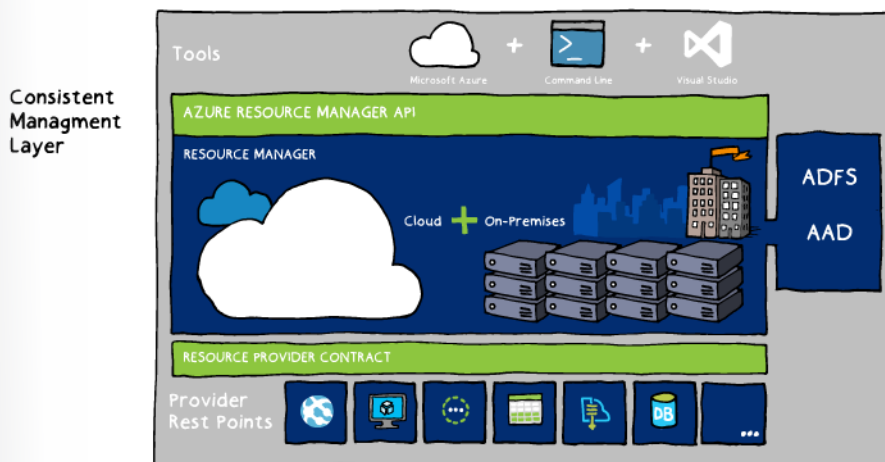 Consistent
Managment
Layer
Tools
Microsoft Azure
Command Line
Visual Studio
AZURE RESOURCE MANAGER API
RESOURCE MANAGER
Cloud + On-Premises
ADFS
AAD
RESOURCE PROVIDER CONTRACT
Provider
Rest Points
DB